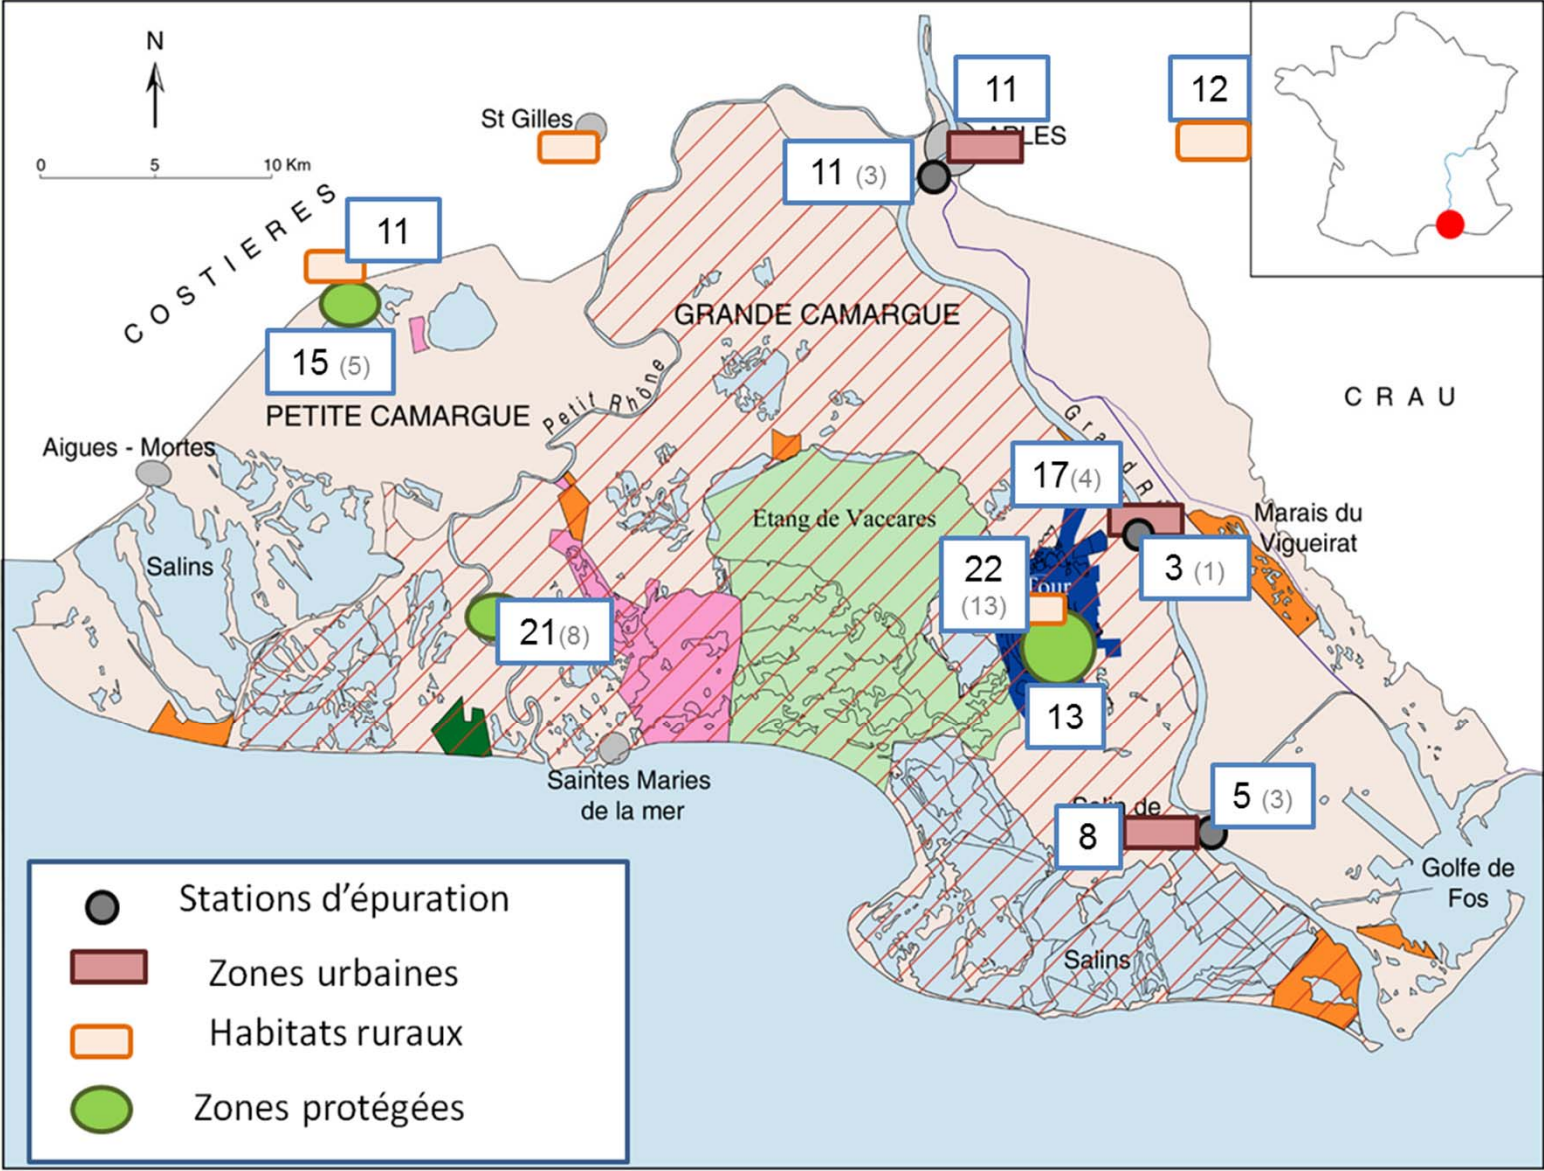 N
0 5 10 Km
St Gilles
11
12
11 (3)
COSTIERES
11
15 (5)
GRANDE CAMARGUE
PETITE CAMARGUE
Petit Rhône
CRAU
Aigues - Mortes
17(4)
Grand
Etang de Vaccares
Marais du
Vigueirat
Salins
22
(13)
3 (1)
21(8)
13
Saintes Maries
de la mer
5 (3)
de
8
Golfe de
Fos
Salins
Stations d'épuration
Zones urbaines
Habitats ruraux
Zones protégées